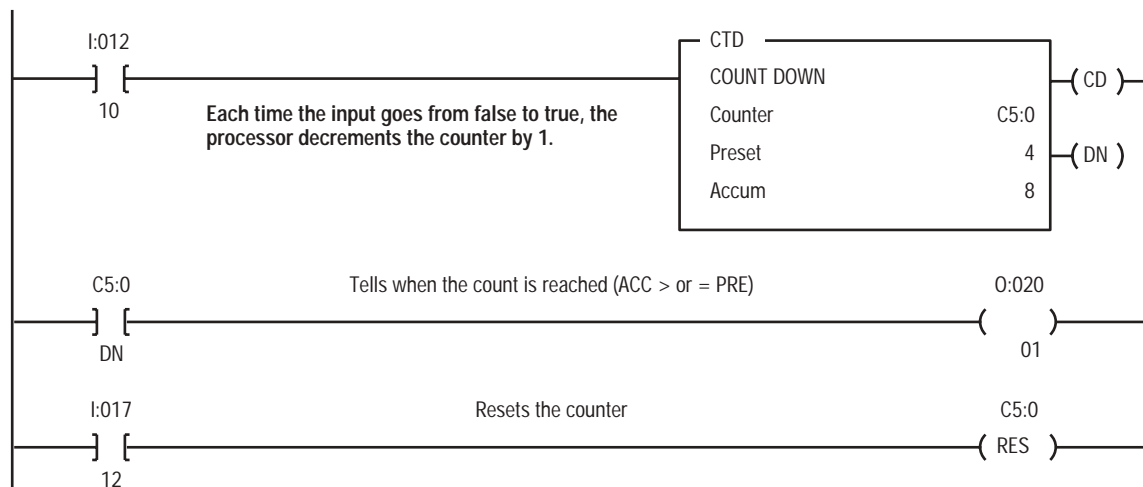 I:012
10
Each time the input goes from false to true, the
processor decrements the counter by 1.
CTD
COUNT DOWN
Counter C5:0
Preset 4
Accum 8
CD
DN
C5:0
DN
Tells when the count is reached (ACC > or = PRE)
O:020
01
I:017
12
Resets the counter
C5:0
RES